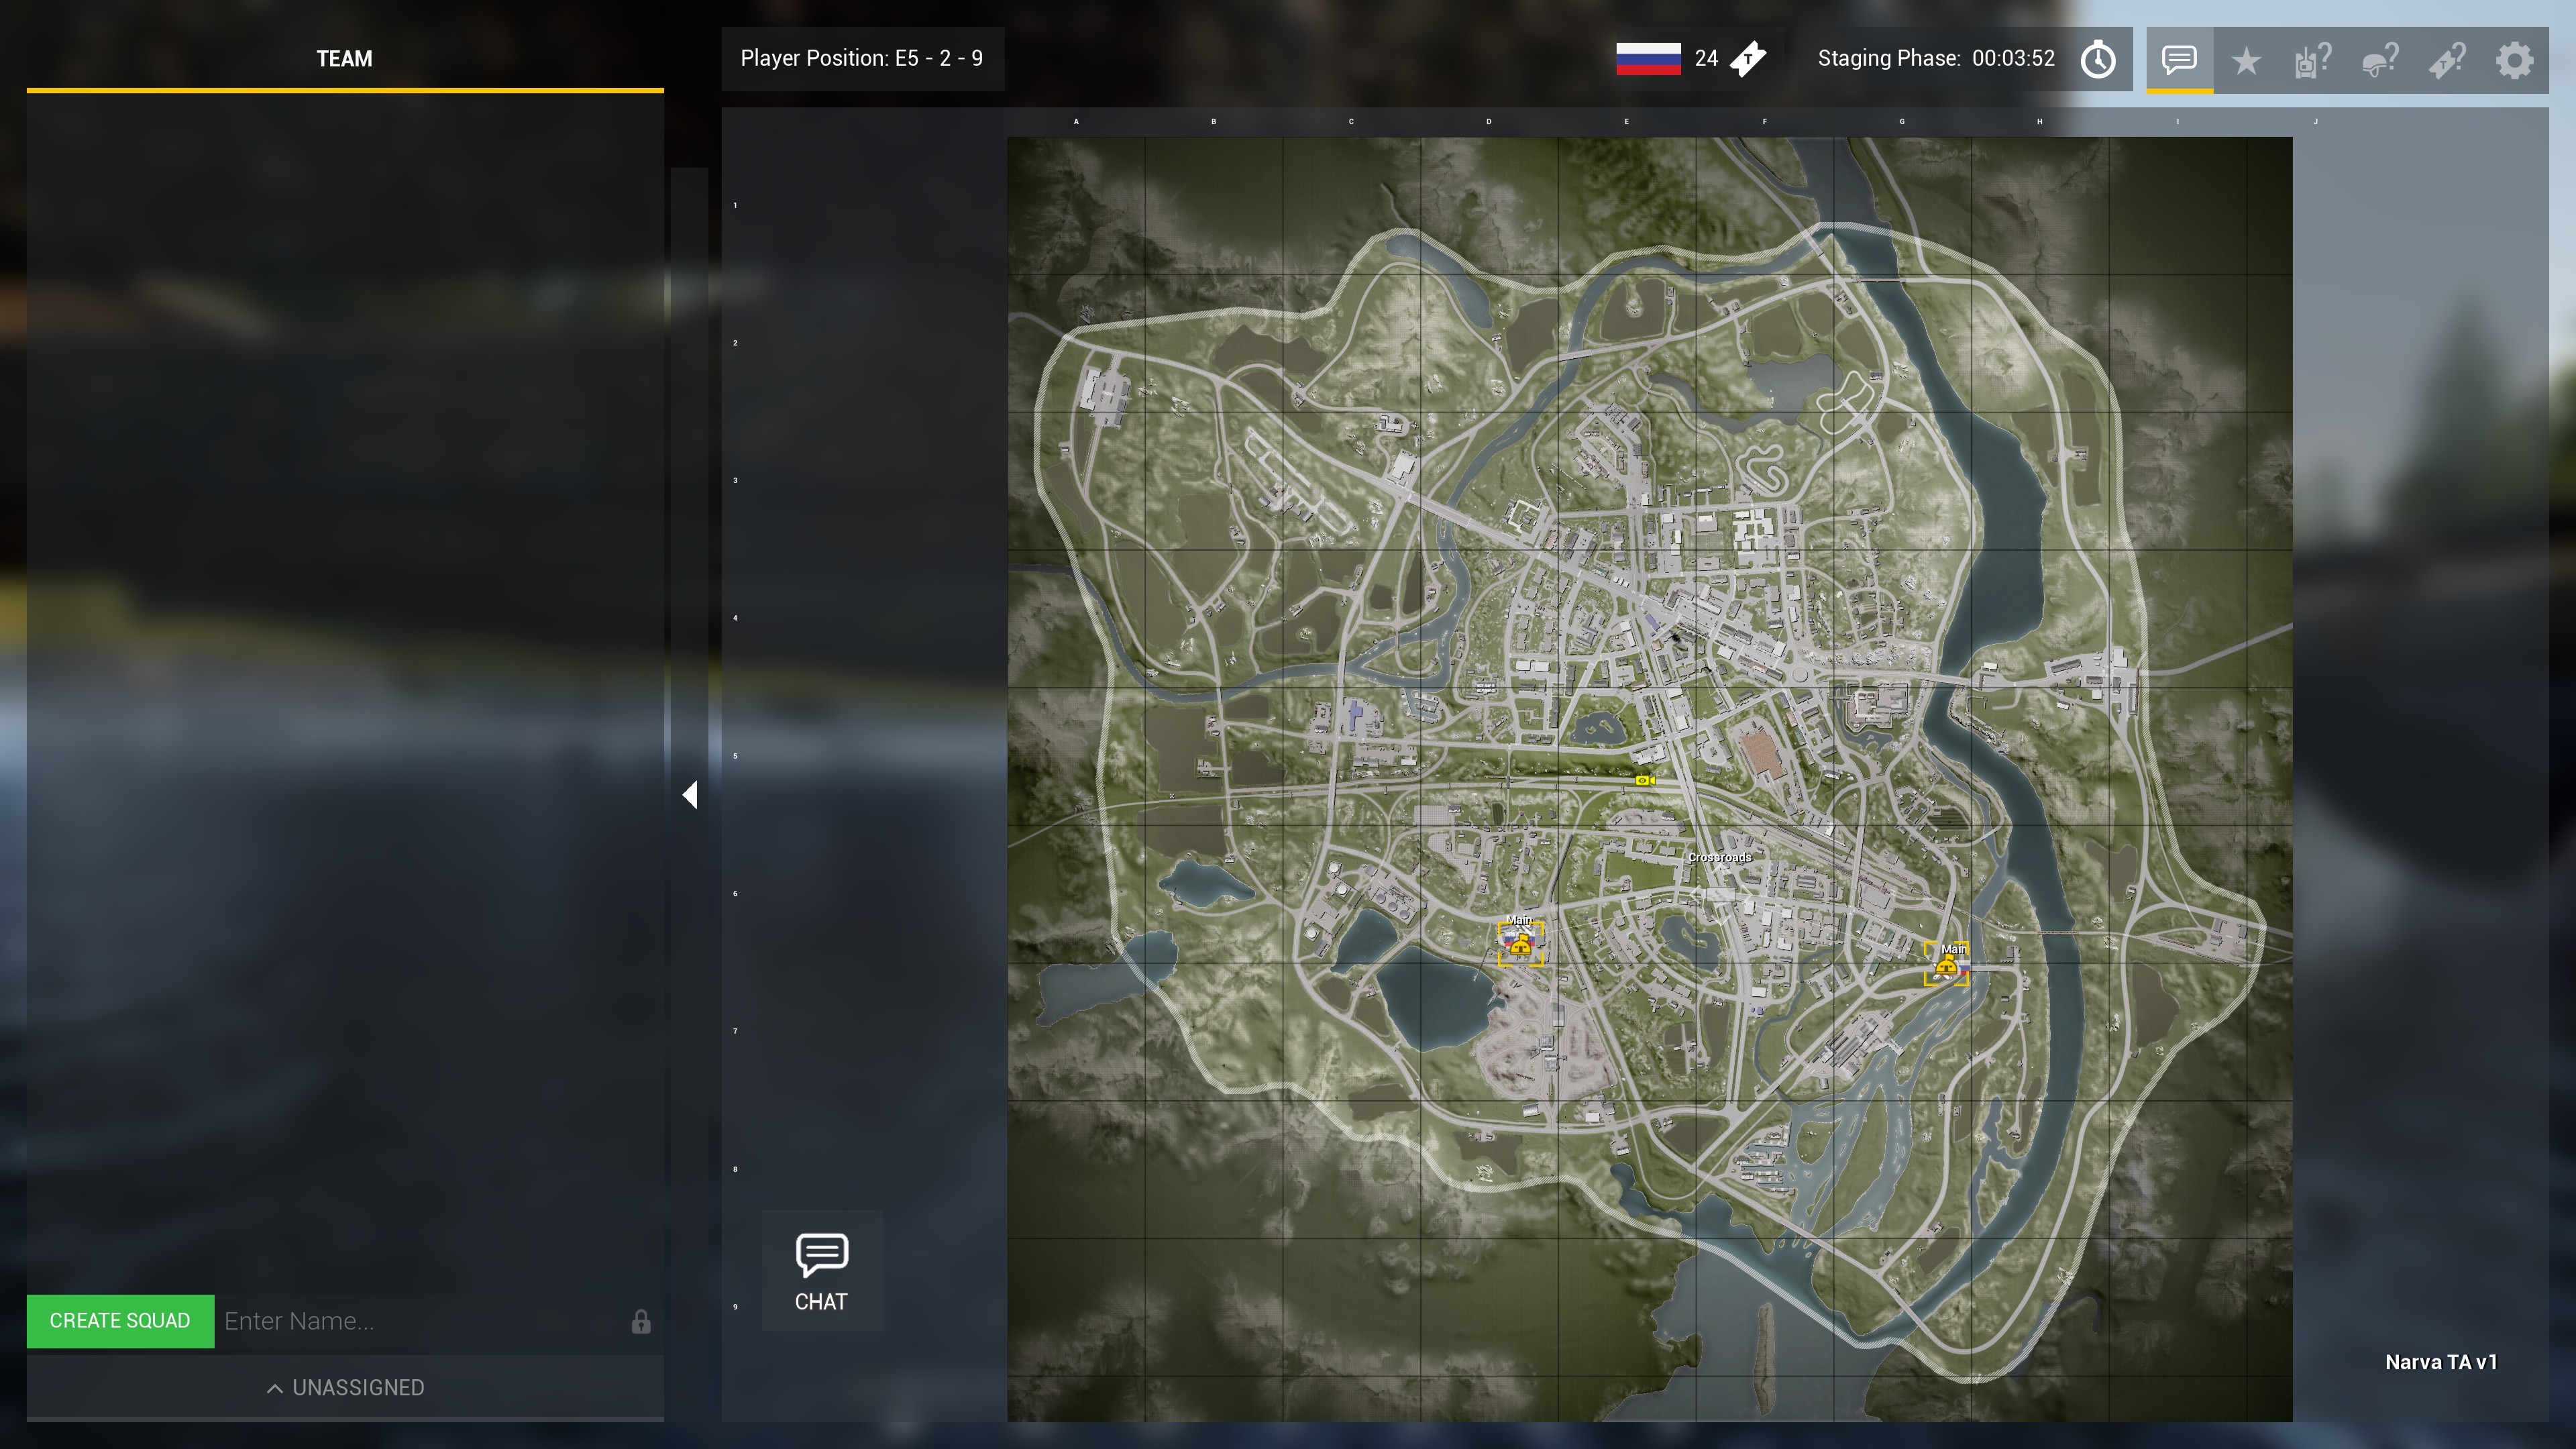 TEAM
Player Position: E5 - 2 - 9
24
T
Staging Phase: 00:03:52
?
?
T?
A B C D E F G H I J
1
2
3
4
5
6
7
8
9
Crossroads
Main
Main
CHAT
CREATE SQUAD
Enter Name...
UNASSIGNED
Narva TA v1